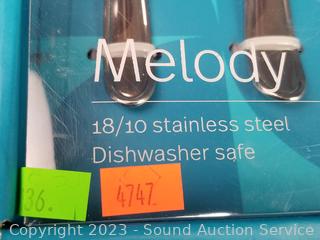 Melody
18/10 stainless steel
Dishwasher safe
36.
4747
Copyright 2023 - Sound Auction Service